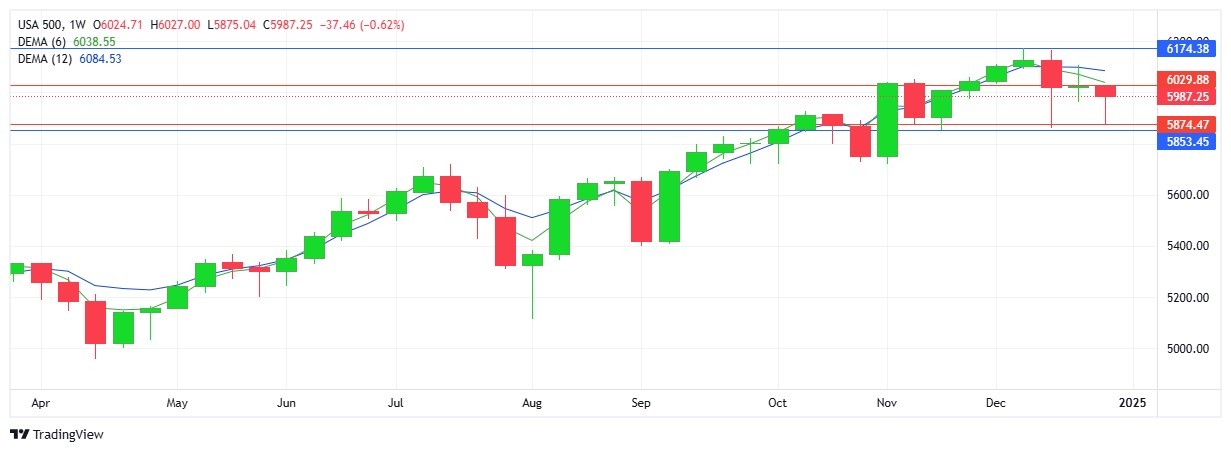 USA 500, 1W O6024.71 H6027.00 L5875.04 C5987.25 −37.46 (−0.62%)
DEMA (6) 6038.55
DEMA (12) 6084.53
6174.38
6029.88
5987.25
5874.47
5853.45
5600.00
5400.00
5200.00
5000.00
Apr May Jun Jul Aug Sep Oct Nov Dec 2025
TradingView